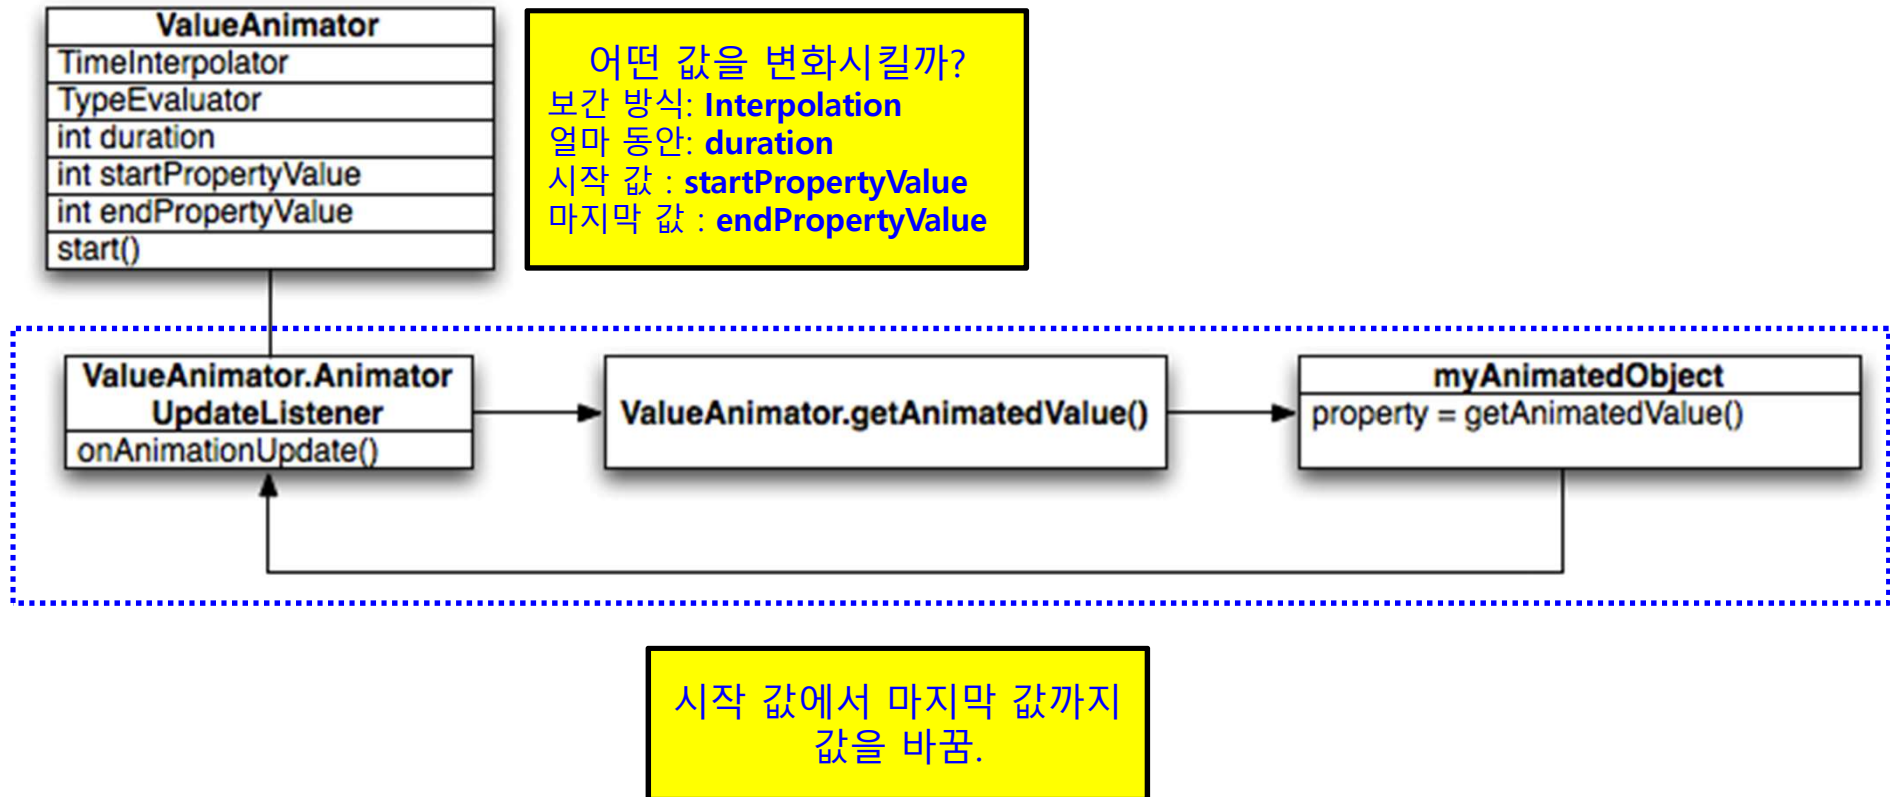 ValueAnimator
TimeInterpolator
TypeEvaluator
int duration
int startPropertyValue
int endPropertyValue
start()
어떤 값을 변화시킬까?
보간 방식: Interpolation
얼마 동안: duration
시작 값 : startPropertyValue
마지막 값 : endPropertyValue
ValueAnimator.Animator
UpdateListener
onAnimationUpdate()
ValueAnimator.getAnimatedValue()
myAnimatedObject
property = getAnimatedValue()
시작 값에서 마지막 값까지
값을 바꿈.